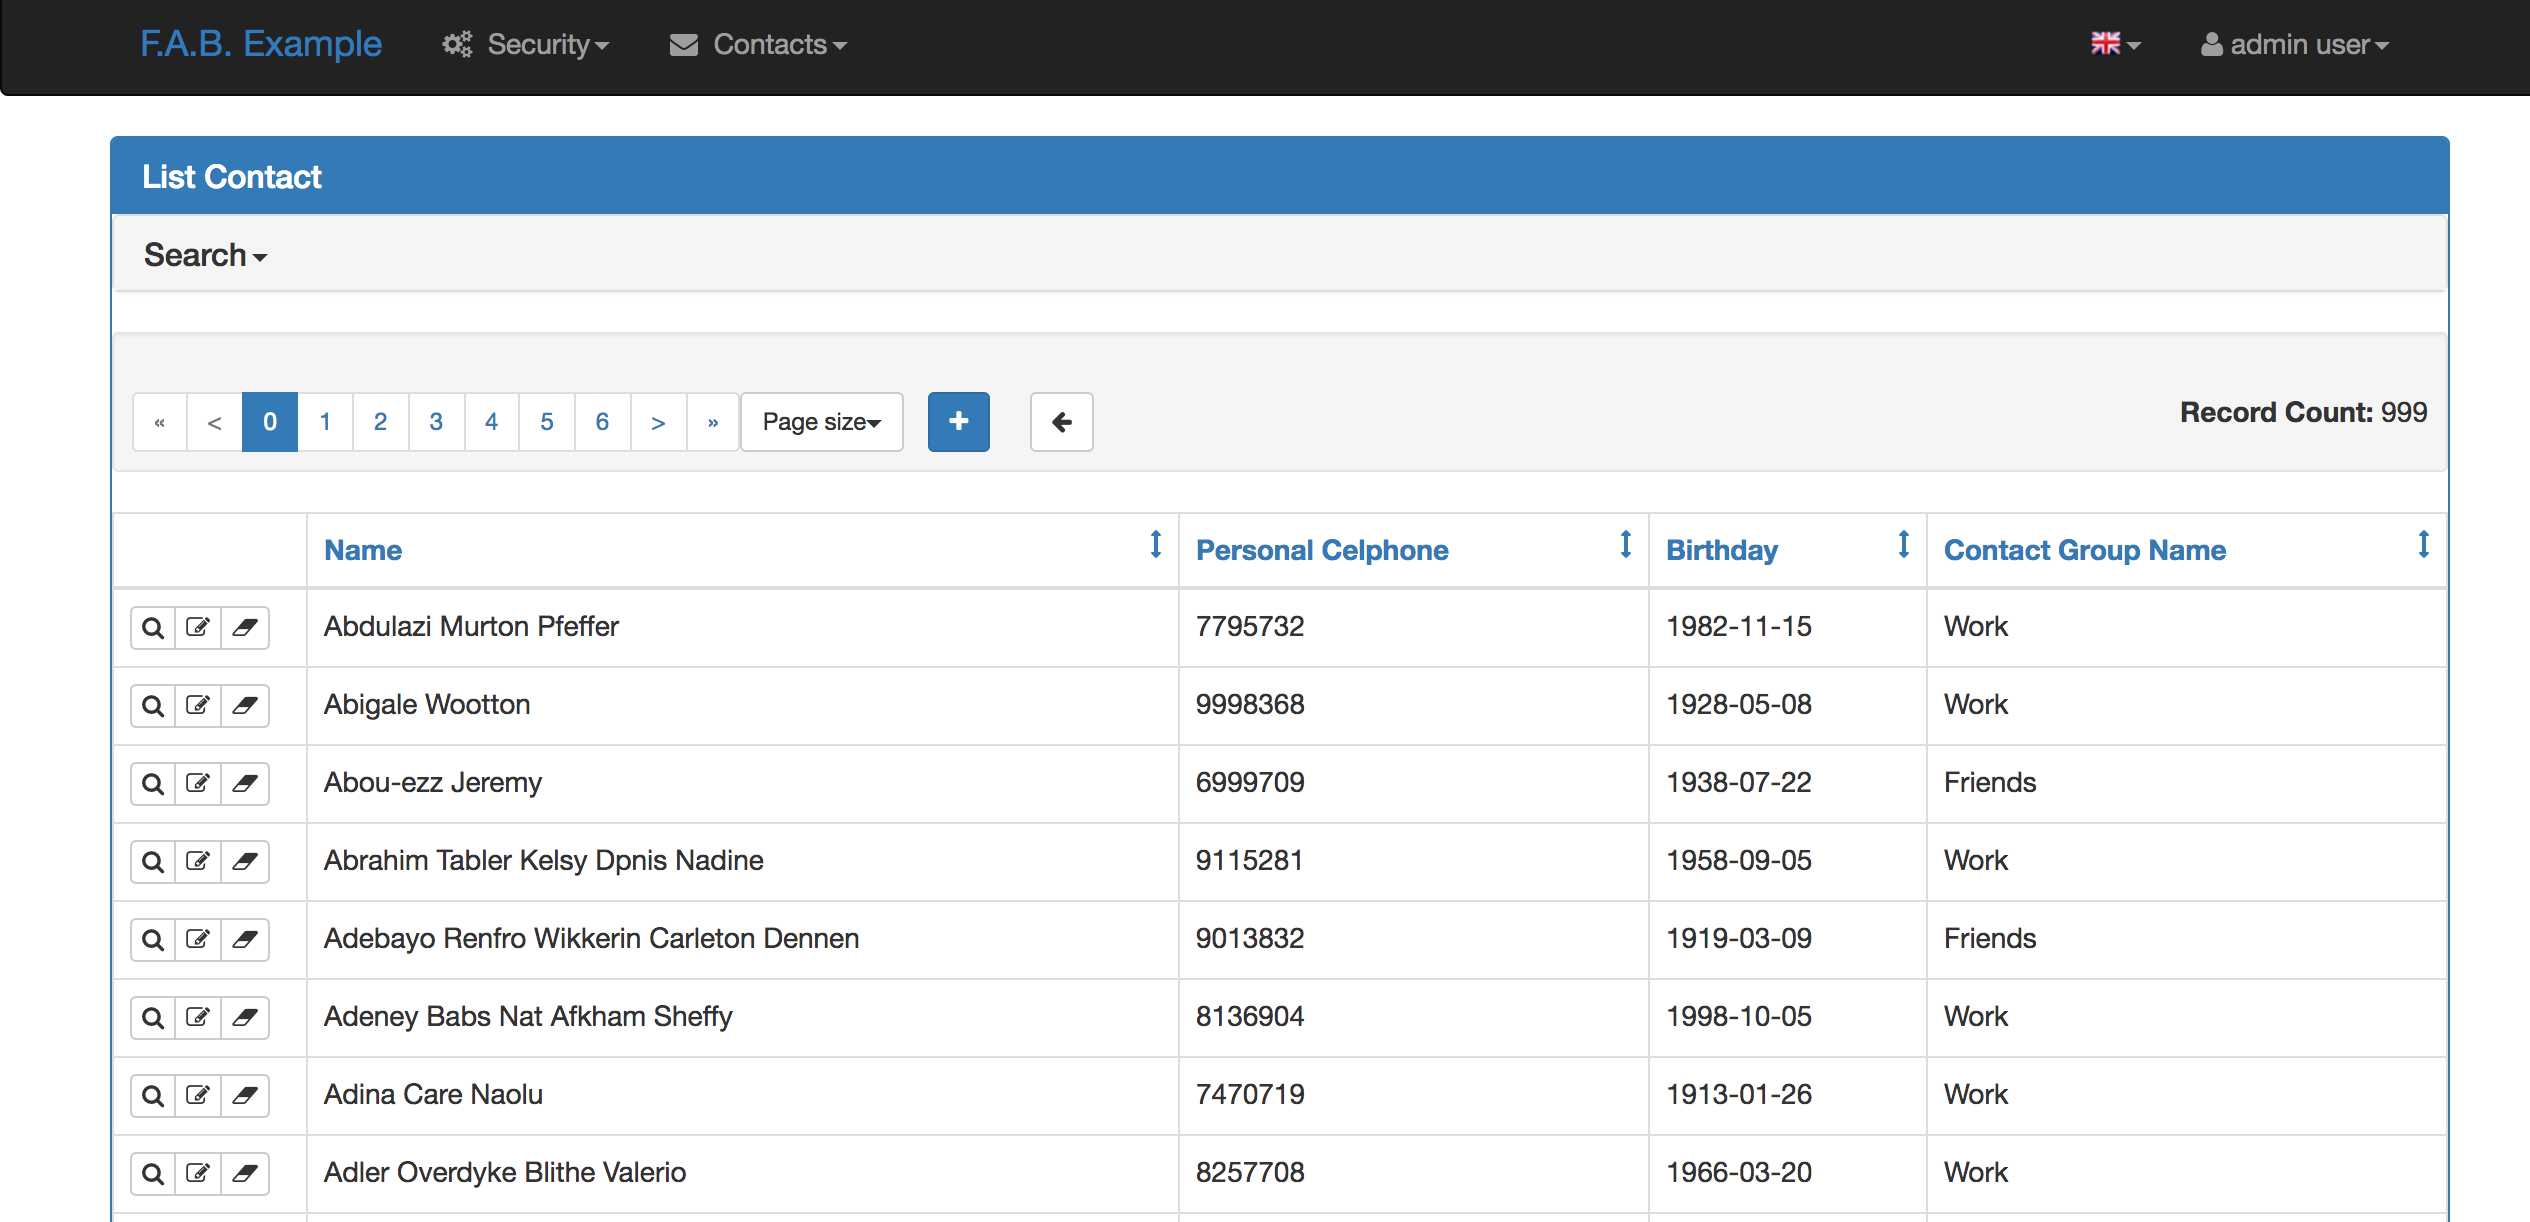 F.A.B. Example Security Contacts admin user
List Contact
Search
« < 0 1 2 3 4 5 6 > » Page size + Record Count: 999
Name Personal Celphone Birthday Contact Group Name
Abdulazi Murton Pfeffer 7795732 1982-11-15 Work
Abigale Wootton 9998368 1928-05-08 Work
Abou-ezz Jeremy 6999709 1938-07-22 Friends
Abrahim Tabler Kelsy Dpnis Nadine 9115281 1958-09-05 Work
Adebayo Renfro Wikkerin Carleton Dennen 9013832 1919-03-09 Friends
Adeney Babs Nat Afkham Sheffy 8136904 1998-10-05 Work
Adina Care Naolu 7470719 1913-01-26 Work
Adler Overdyke Blithe Valerio 8257708 1966-03-20 Work